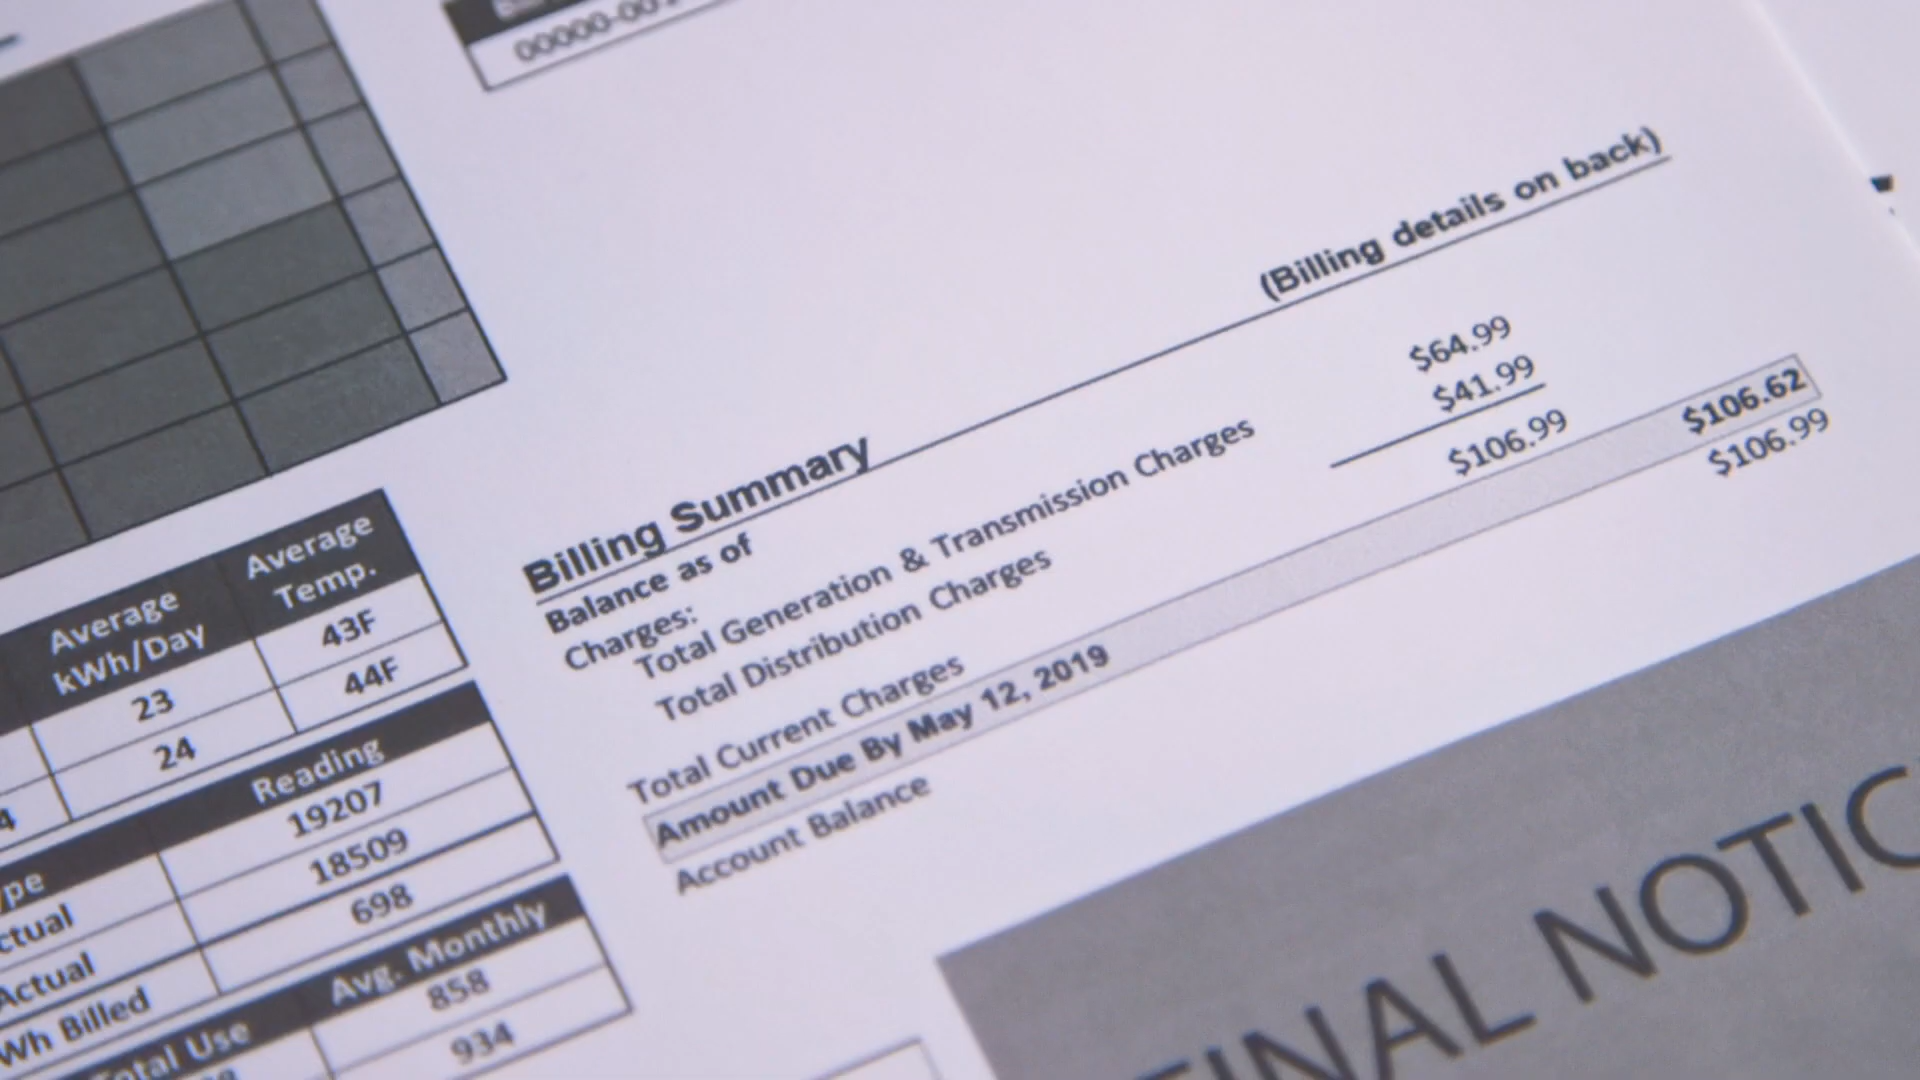 00000-00
Average
kWh/Day
Average
Temp.
23
43F
24
44F
4
Reading
19207
18509
ctual
698
Actual
Wh Billed
Avg. Monthly
Total Use
858
934
Billing Summary
(Billing details on back)
Balance as of
Charges:
Total Generation & Transmission Charges $64.99
Total Distribution Charges $41.99
Total Current Charges $106.99
Amount Due By May 12, 2019 $106.62
Account Balance $106.99
FINAL NOTIC